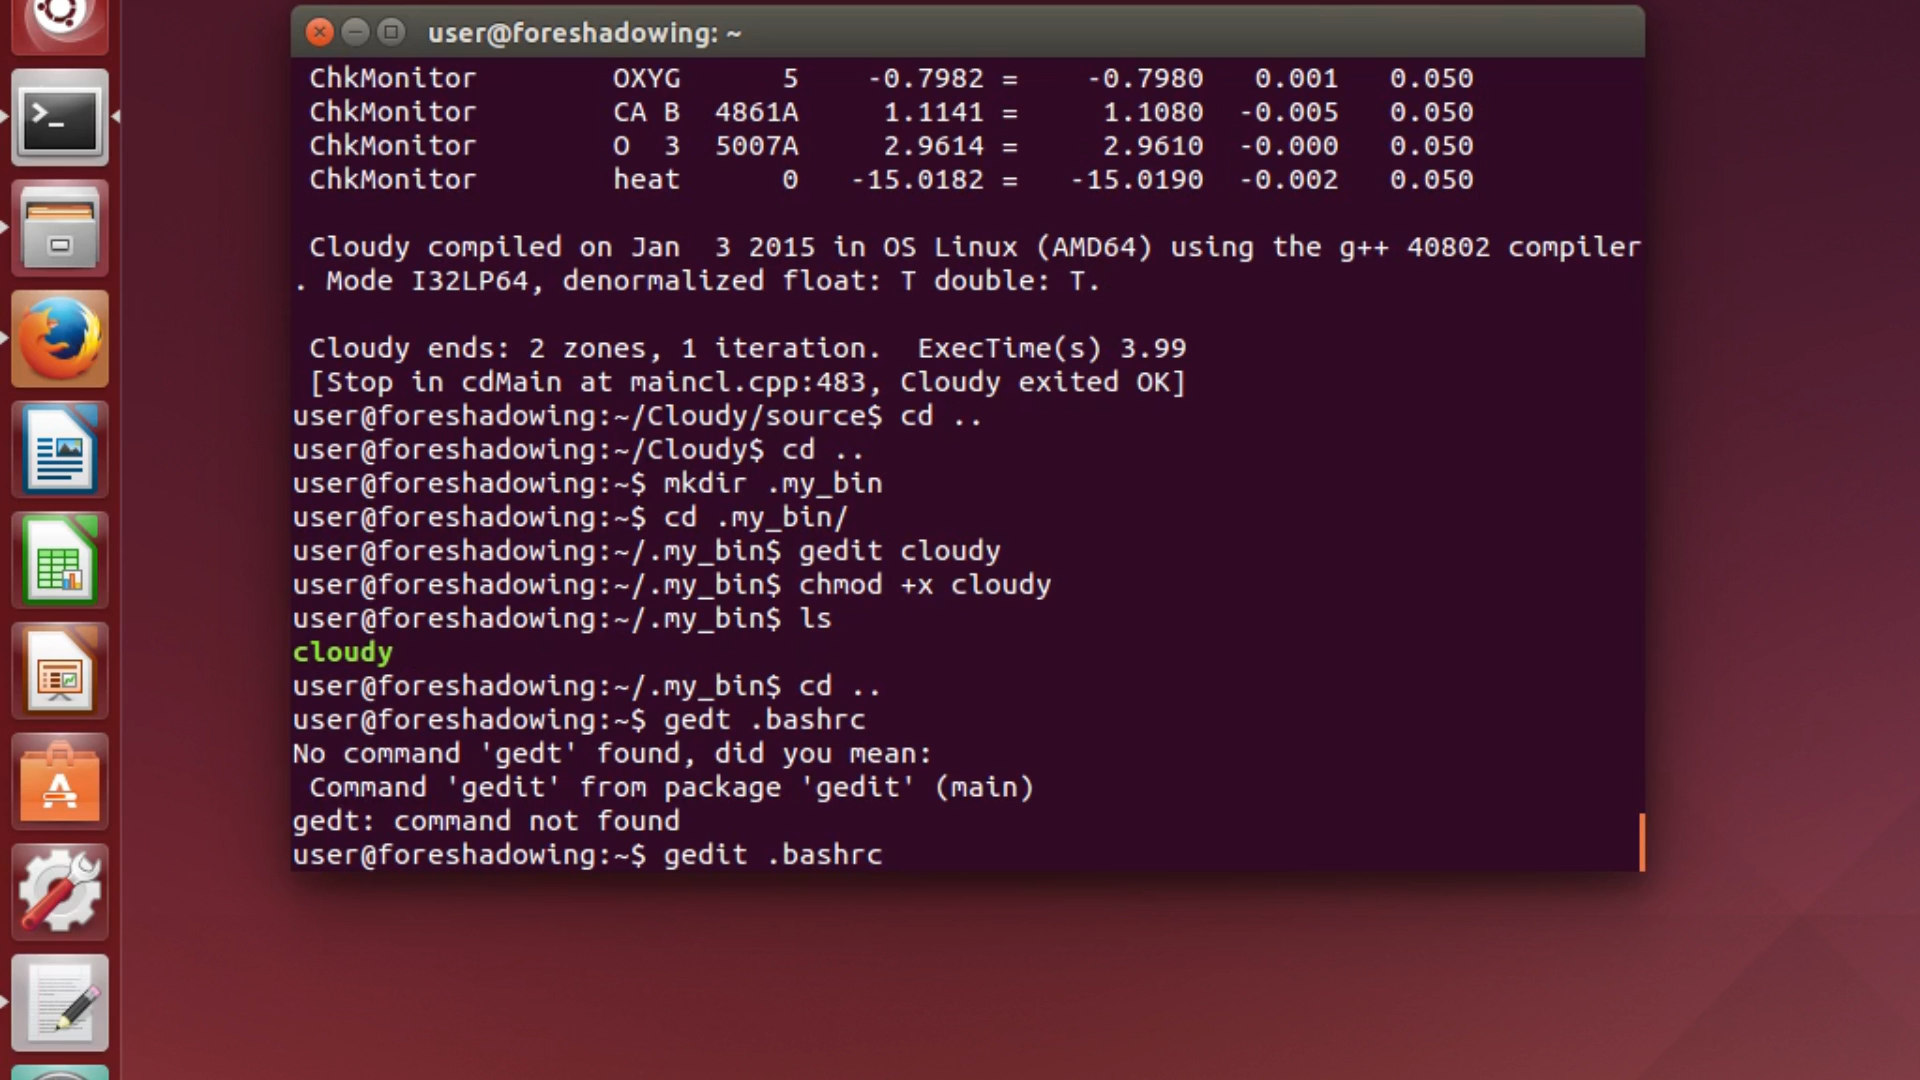 user@foreshadowing: ~
ChkMonitor OXYG 5 -0.7982 = -0.7980 0.001 0.050
ChkMonitor CA B 4861A 1.1141 = 1.1080 -0.005 0.050
ChkMonitor O 3 5007A 2.9614 = 2.9610 -0.000 0.050
ChkMonitor heat 0 -15.0182 = -15.0190 -0.002 0.050
Cloudy compiled on Jan  3 2015 in OS Linux (AMD64) using the g++ 40802 compiler
. Mode I32LP64, denormalized float: T double: T.
Cloudy ends: 2 zones, 1 iteration.  ExecTime(s) 3.99
[Stop in cdMain at maincl.cpp:483, Cloudy exited OK]
user@foreshadowing:~/Cloudy/source$ cd ..
user@foreshadowing:~/Cloudy$ cd ..
user@foreshadowing:~$ mkdir .my_bin
user@foreshadowing:~$ cd .my_bin/
user@foreshadowing:~/.my_bin$ gedit cloudy
user@foreshadowing:~/.my_bin$ chmod +x cloudy
user@foreshadowing:~/.my_bin$ ls
cloudy
user@foreshadowing:~/.my_bin$ cd ..
user@foreshadowing:~$ gedt .bashrc
No command 'gedt' found, did you mean:
Command 'gedit' from package 'gedit' (main)
gedt: command not found
user@foreshadowing:~$ gedit .bashrc